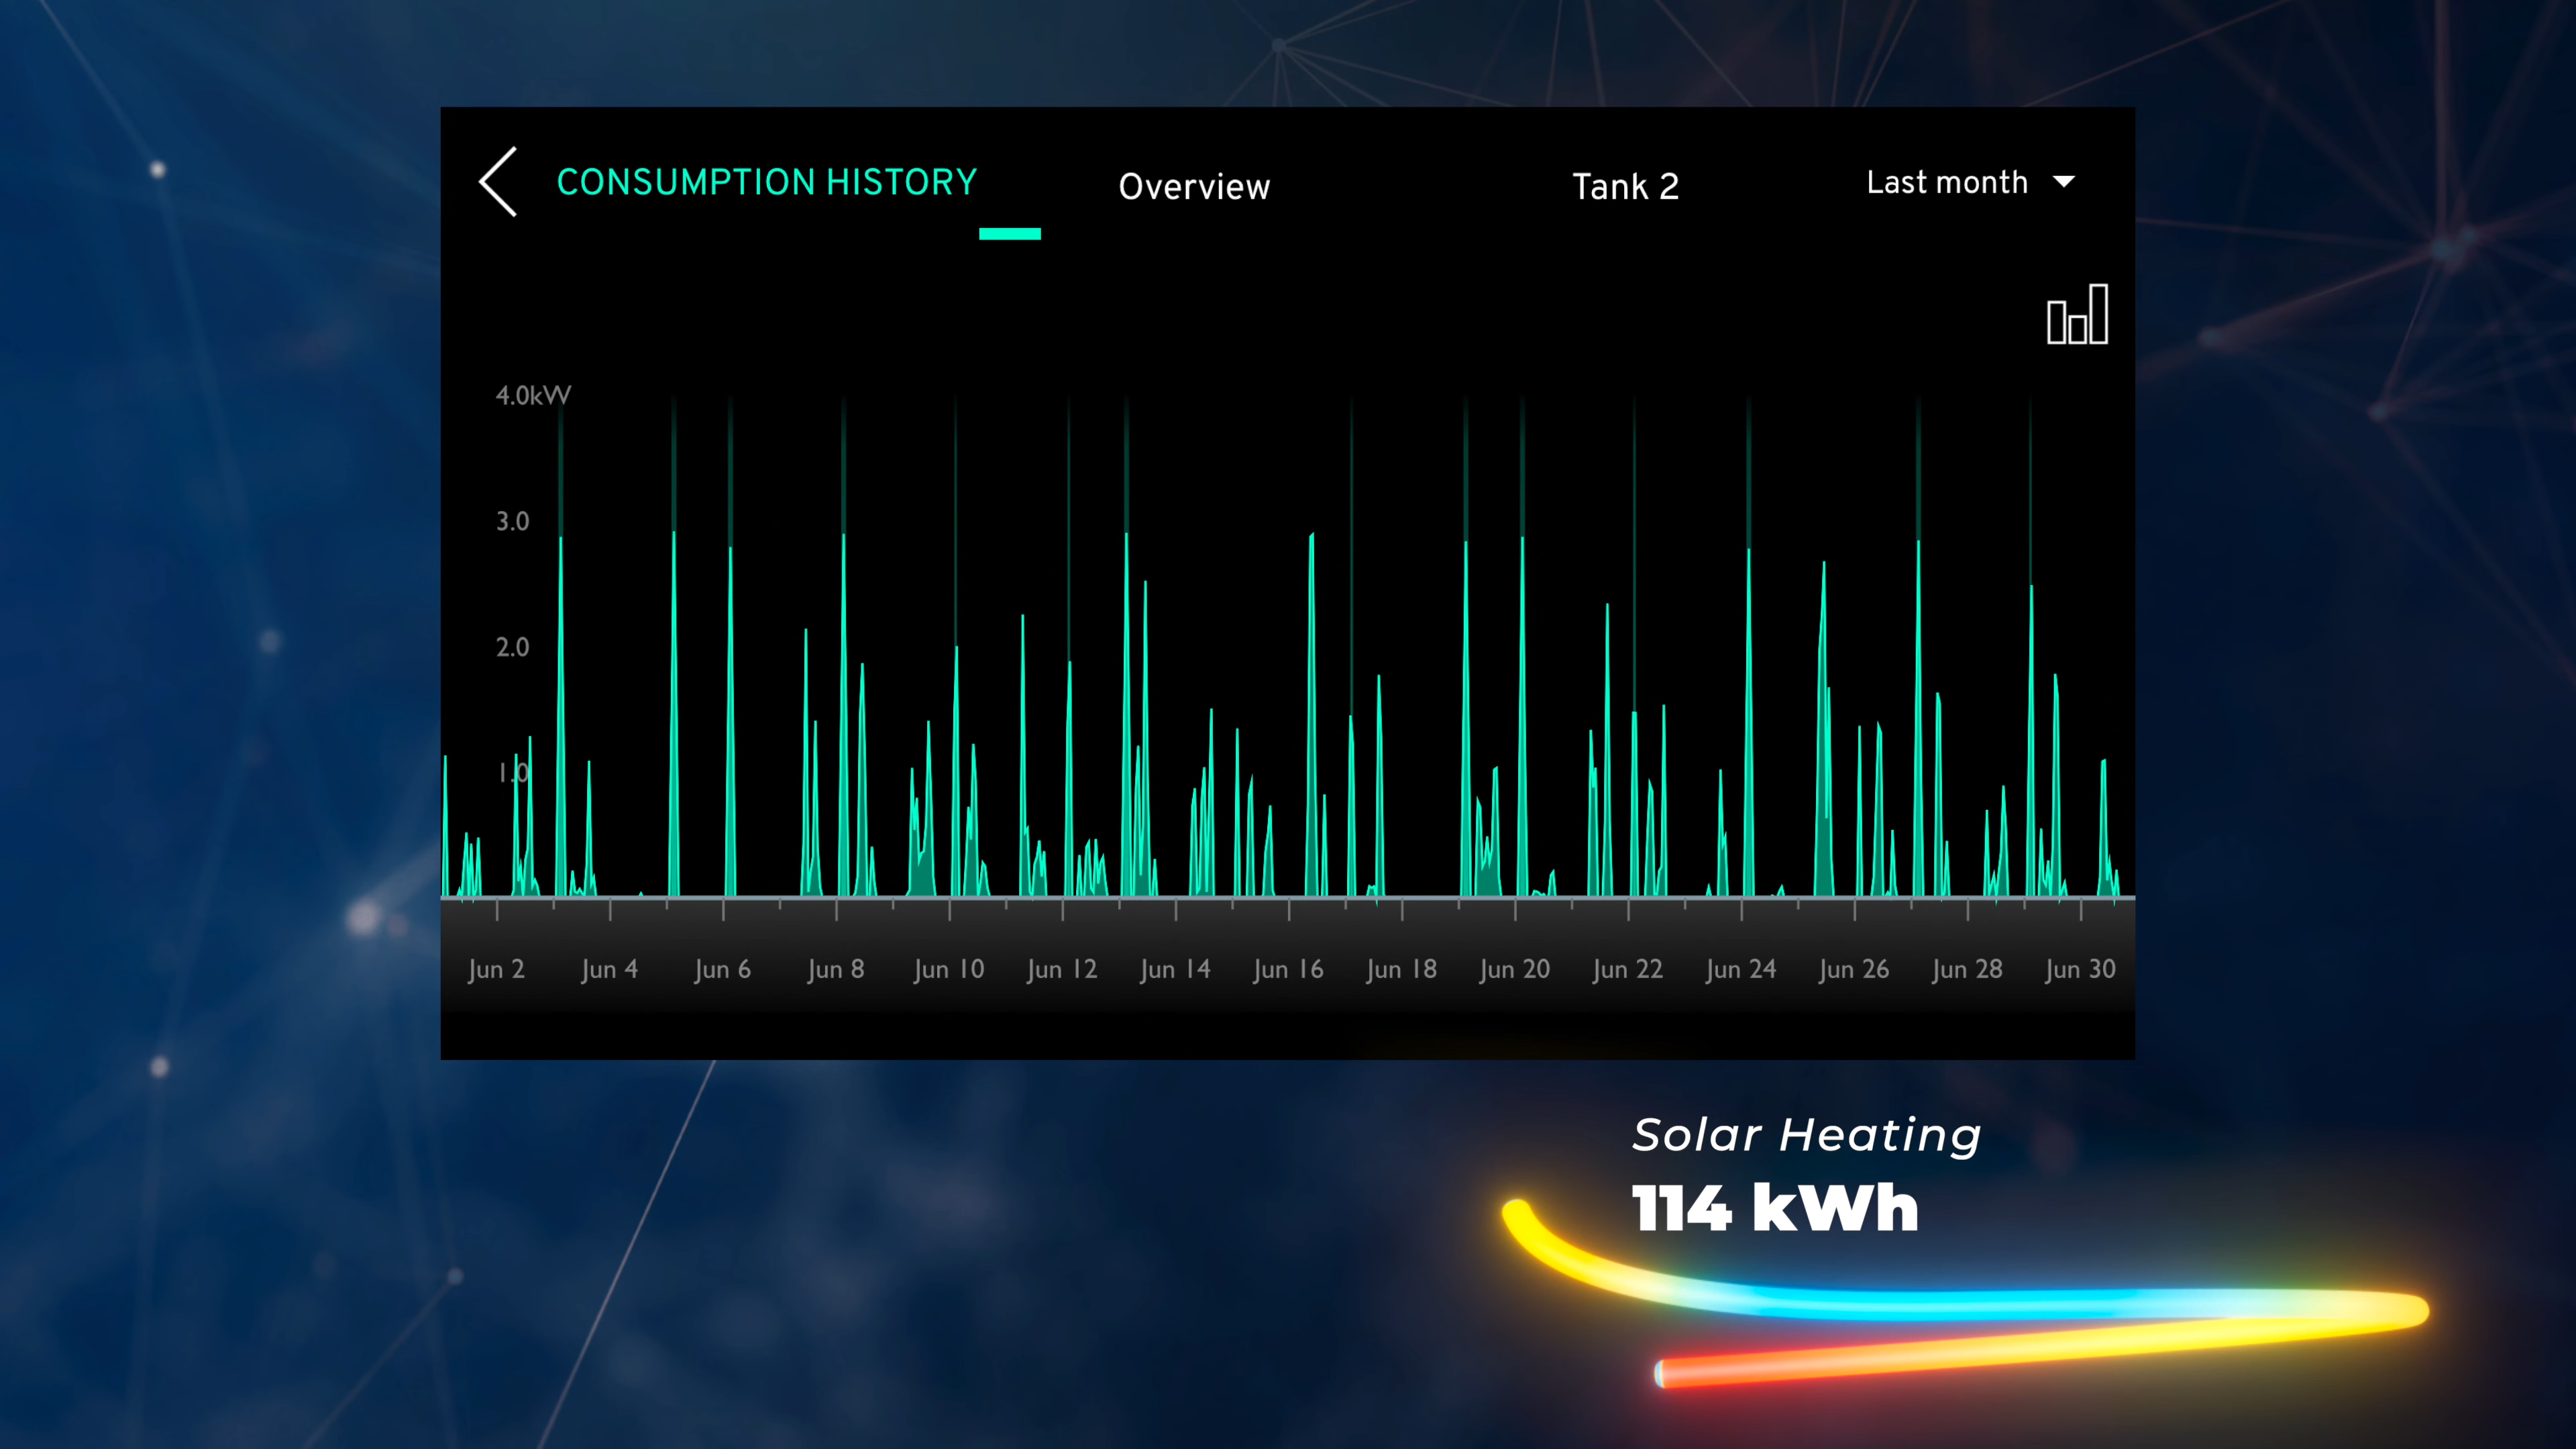 CONSUMPTION HISTORY
Overview
Tank 2
Last month
4.0kW
3.0
2.0
1.0
Jun 2
Jun 4
Jun 6
Jun 8
Jun 10
Jun 12
Jun 14
Jun 16
Jun 18
Jun 20
Jun 22
Jun 24
Jun 26
Jun 28
Jun 30
Solar Heating
114 kWh